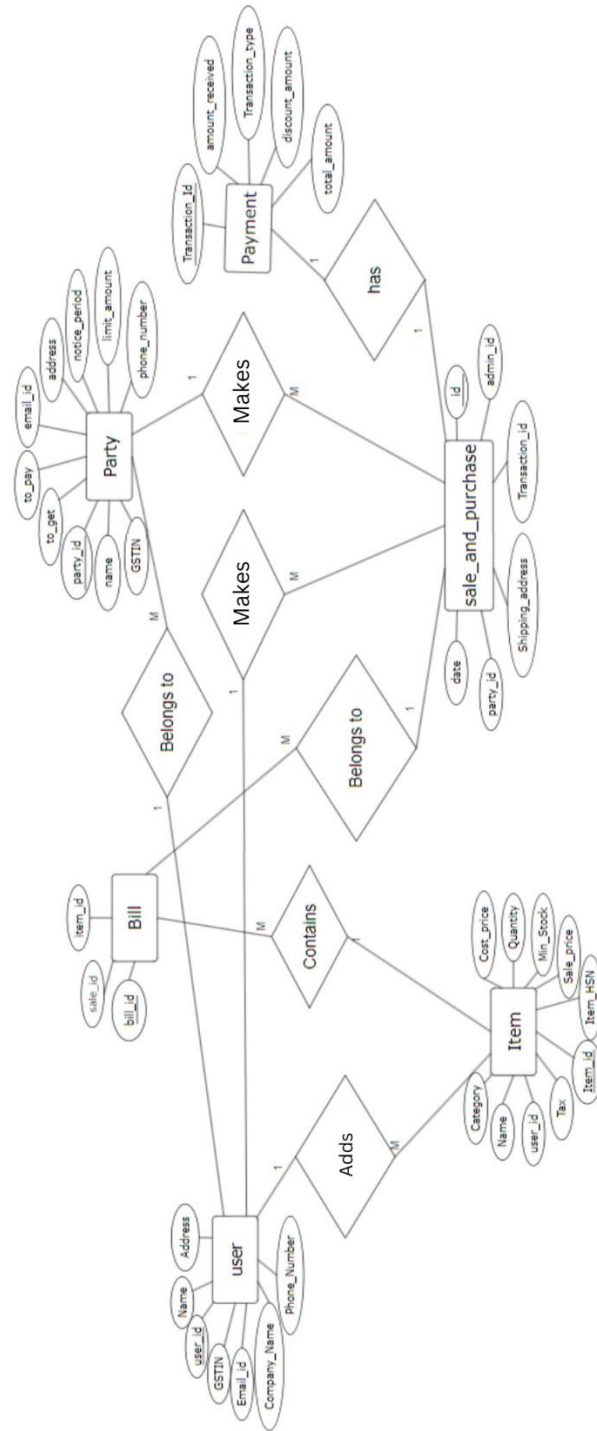 Name
Address
user_id
GSTIN
Email_id
Company_Name
Phone_Number
user
1
1
1
Adds
M
Category
Name
user_id
Tax
Item_id
Item_HSN
Sale_price
Min_Stock
Quantity
Cost_price
Item
1
Contains
M
item_id
sale_id
bill_id
Bill
M
Belongs to
1
Belongs to
M
Makes
M
party_id
name
GSTIN
to_get
to_pay
email_id
address
notice_period
limit_amount
phone_number
Party
1
Makes
M
date
party_id
Shipping_address
Transaction_id
admin_id
id
sale_and_purchase
1
has
1
Transaction_Id
amount_received
Transaction_type
discount_amount
total_amount
Payment